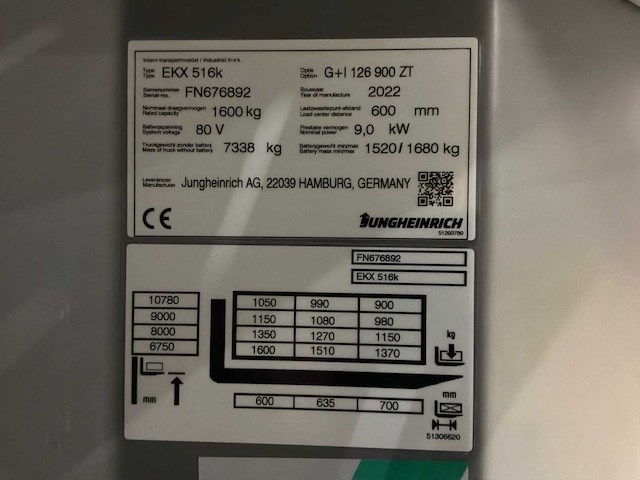 Intern transportmiddel / Industrial truck
Type EKX 516k Optie G+I 126 900 ZT
Type Option
Serienummer FN676892 Bouwjaar 2022
Serial-no. Year of manufacture
Nominaal draagvermogen 1600 kg Lastzwaartepunt-afstand 600 mm
Rated capacity Load center distance
Batterijspanning 80 V Prestatie vermogen 9,0 kW
System voltage Nominal power
Truckgewicht zonder batterij 7338 kg Batterijgewicht min/max 1520 / 1680 kg
Mass of truck without battery Battery mass min/max
Leverancier Jungheinrich AG, 22039 HAMBURG, GERMANY
Manufacturer
CE JUNGHEINRICH
51290789
FN676892
EKX 516k
10780 1050 990 900
9000 1150 1080 980
8000 1350 1270 1150 kg
6750 1600 1510 1370
mm 600 635 700 mm
51306620